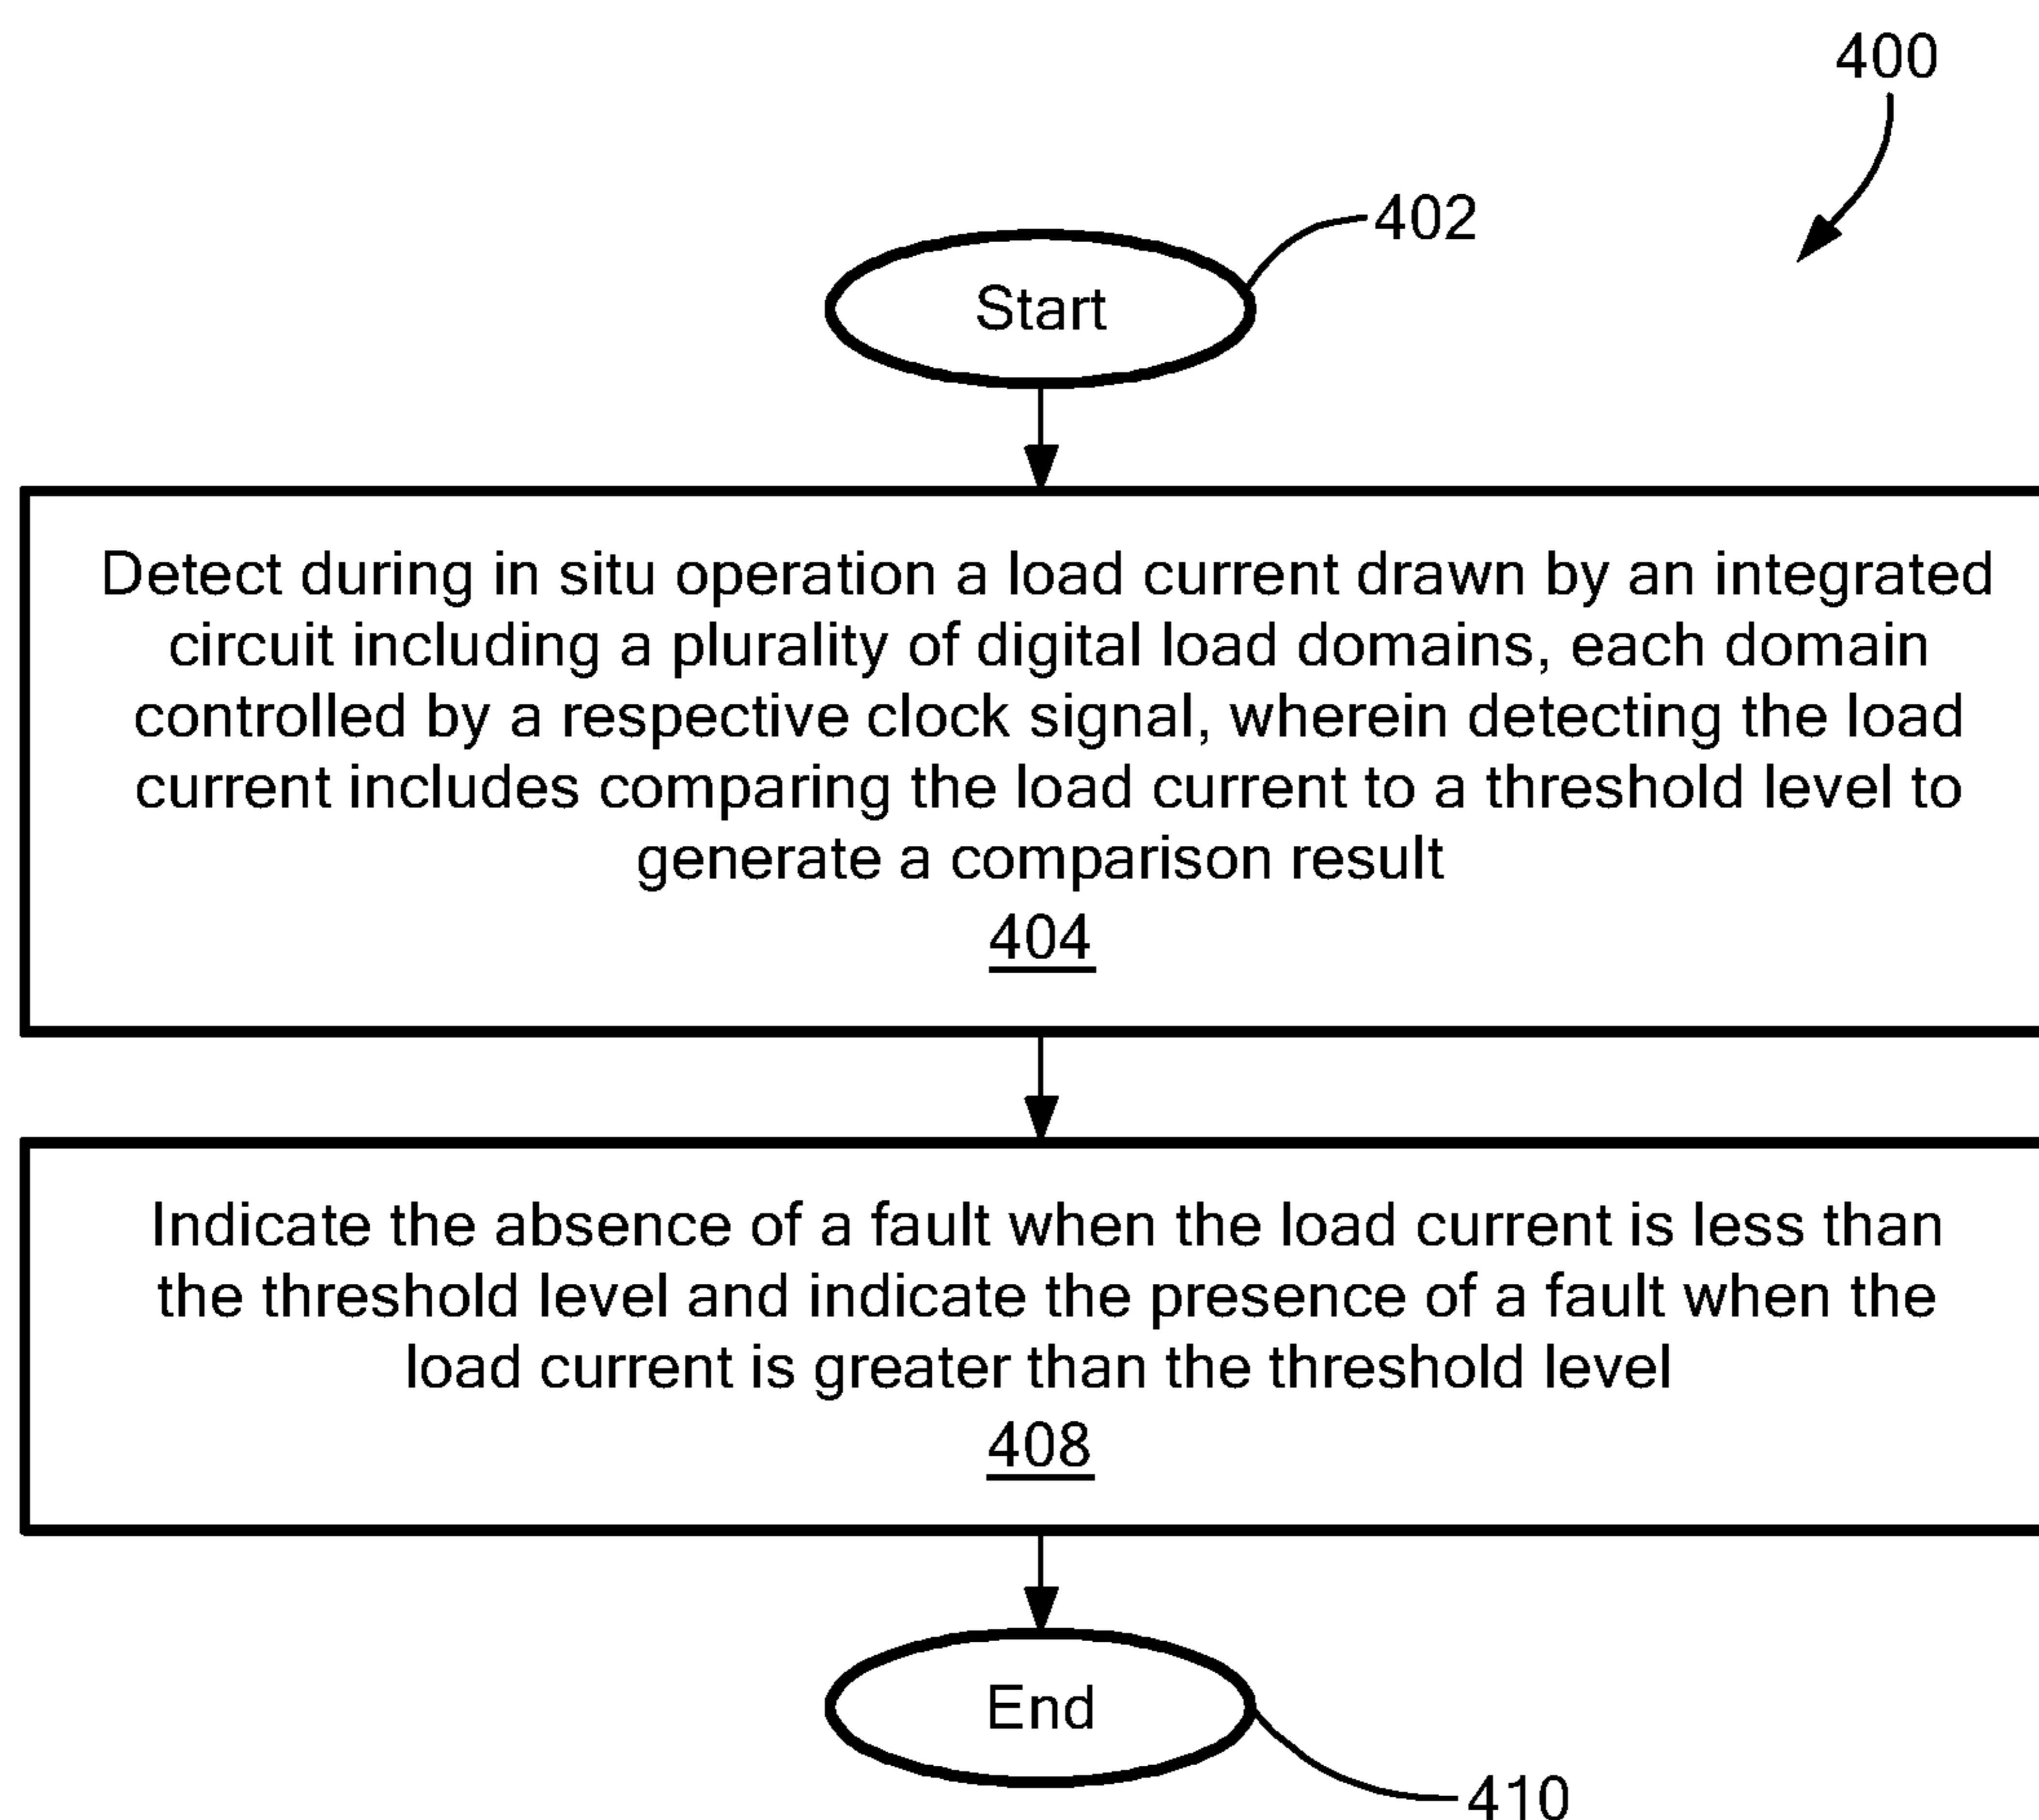 400
402
Start
Detect during in situ operation a load current drawn by an integrated
circuit including a plurality of digital load domains, each domain
controlled by a respective clock signal, wherein detecting the load
current includes comparing the load current to a threshold level to
generate a comparison result
404
Indicate the absence of a fault when the load current is less than
the threshold level and indicate the presence of a fault when the
load current is greater than the threshold level
408
End
410